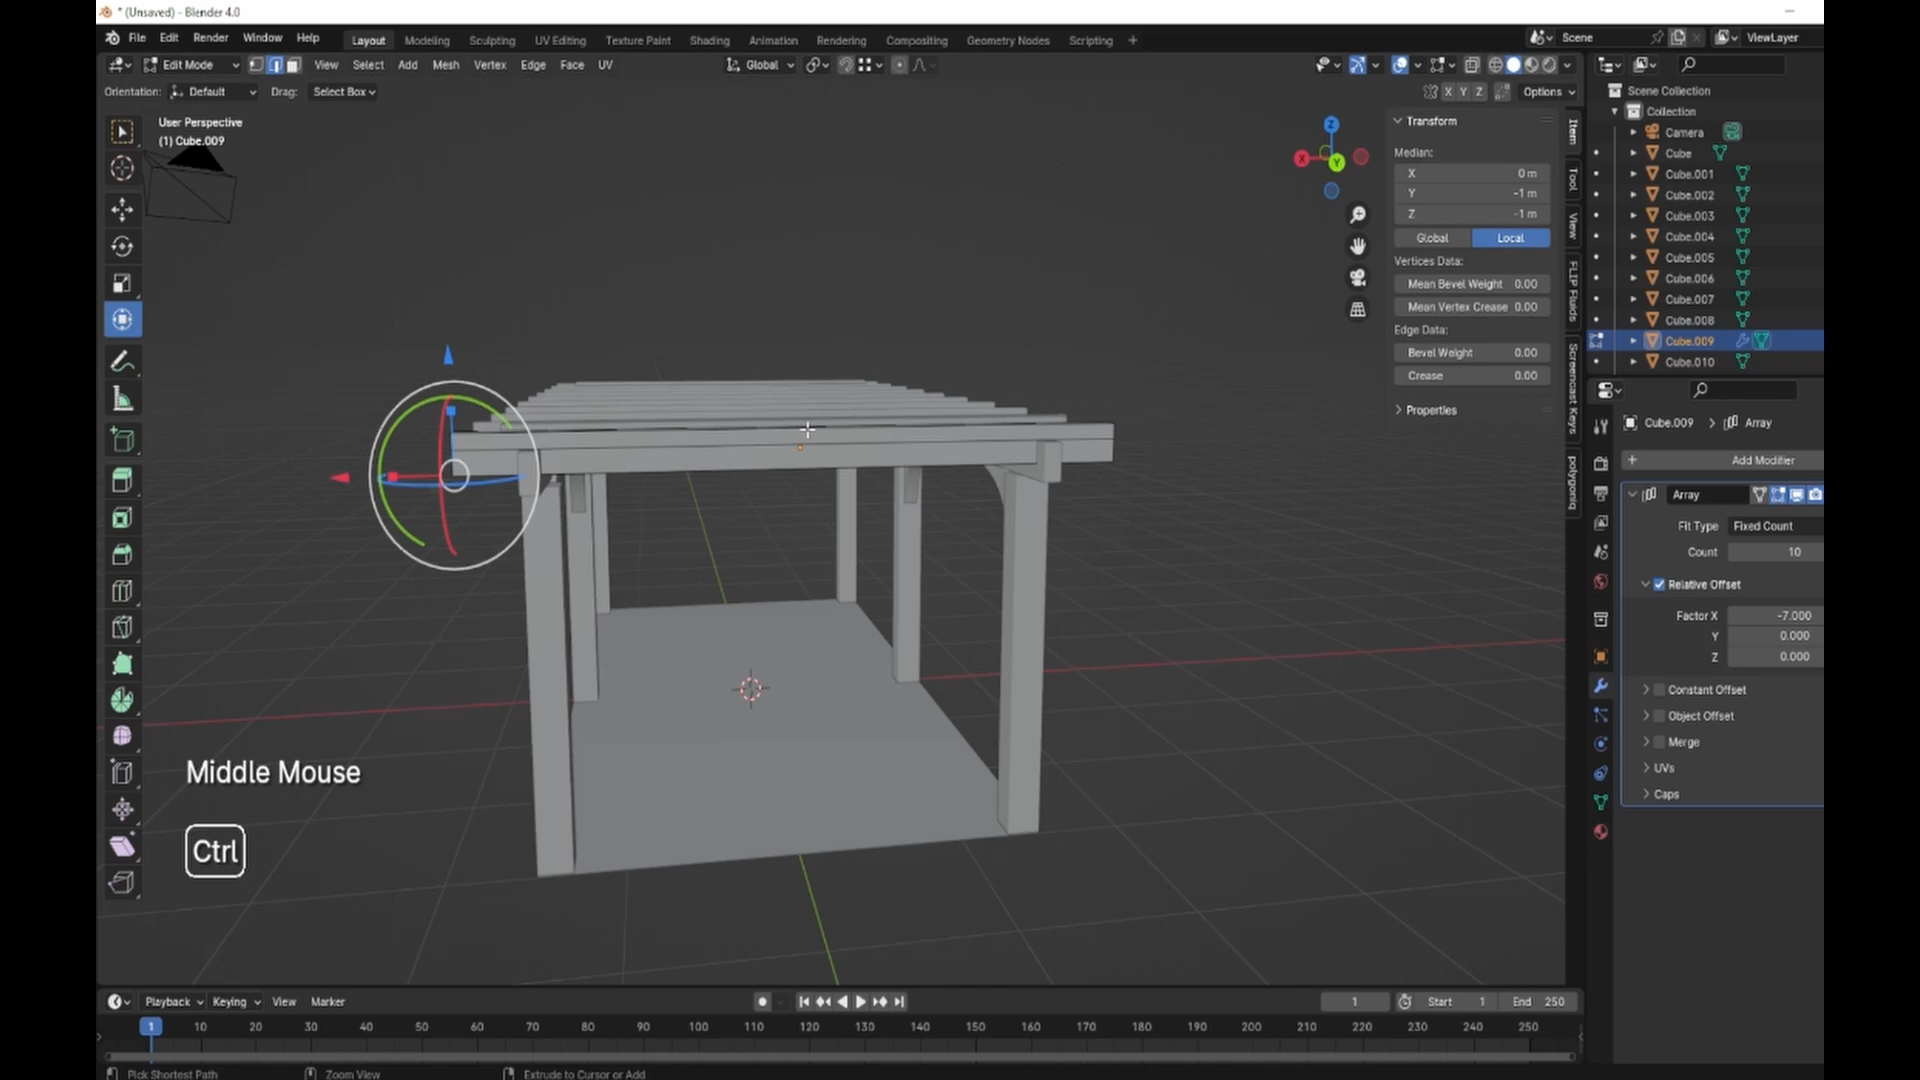 * (Unsaved) - Blender 4.0
File Edit Render Window Help
Layout Modeling Sculpting UV Editing Texture Paint Shading Animation Rendering Compositing Geometry Nodes Scripting +
Scene ViewLayer
Edit Mode View Select Add Mesh Vertex Edge Face UV Global
Orientation: Default Drag: Select Box X Y Z Options
User Perspective
(1) Cube.009
Z
X
Y
Transform
Median:
X 0 m
Y -1 m
Z -1 m
Global Local
Vertices Data:
Mean Bevel Weight 0.00
Mean Vertex Crease 0.00
Edge Data:
Bevel Weight 0.00
Crease 0.00
Properties
Item
Tool
View
FLIP Fluids
Screencast Keys
polygoniq
Scene Collection
Collection
Camera
Cube
Cube.001
Cube.002
Cube.003
Cube.004
Cube.005
Cube.006
Cube.007
Cube.008
Cube.009
Cube.010
Cube.009 > Array
+ Add Modifier
Array
Fit Type Fixed Count
Count 10
Relative Offset
Factor X -7.000
Y 0.000
Z 0.000
Constant Offset
Object Offset
Merge
UVs
Caps
Middle Mouse
Ctrl
Playback Keying View Marker 1 Start 1 End 250
1 10 20 30 40 50 60 70 80 90 100 110 120 130 140 150 160 170 180 190 200 210 220 230 240 250
Pick Shortest Path Zoom View Extrude to Cursor or Add